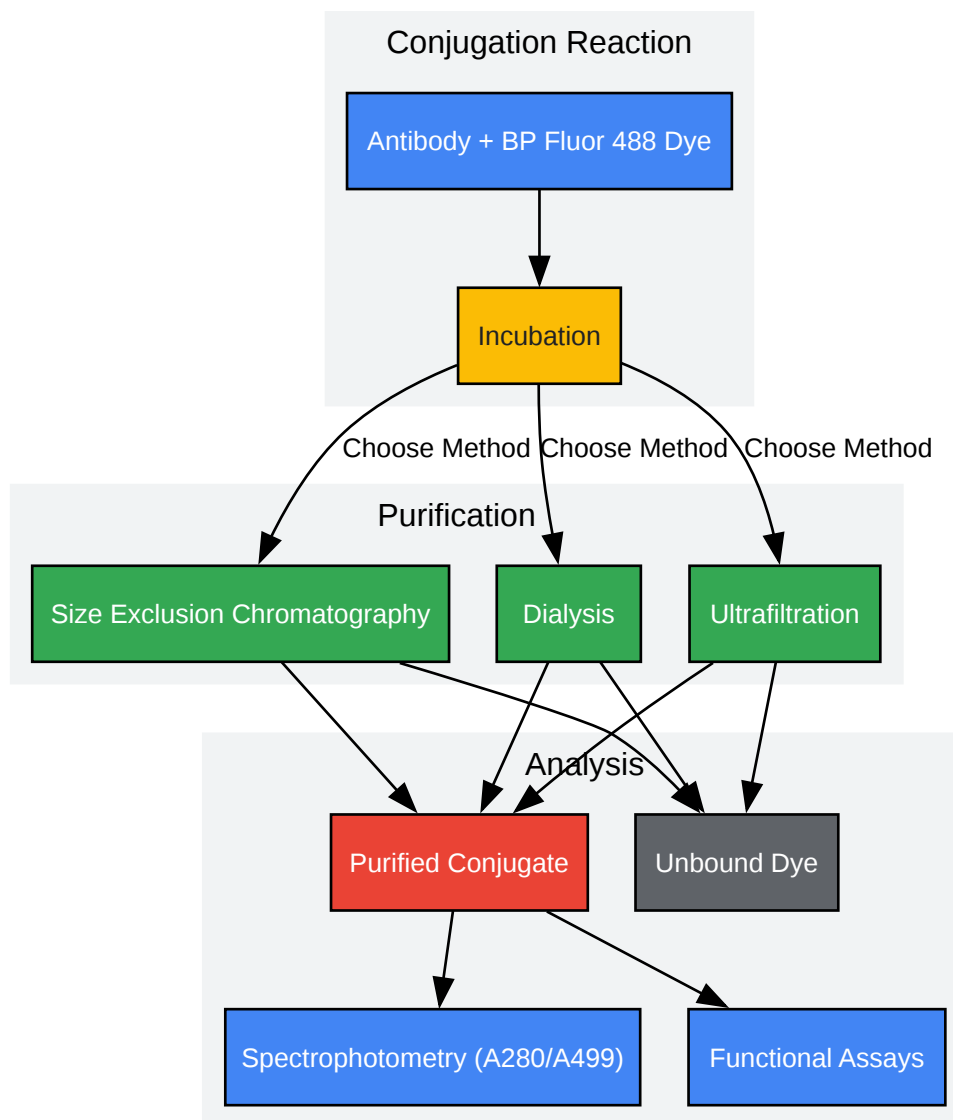 Conjugation Reaction
Antibody + BP Fluor 488 Dye
Incubation
Choose Method
Choose Method
Choose Method
Purification
Size Exclusion Chromatography
Dialysis
Ultrafiltration
Analysis
Purified Conjugate
Unbound Dye
Spectrophotometry (A280/A499)
Functional Assays